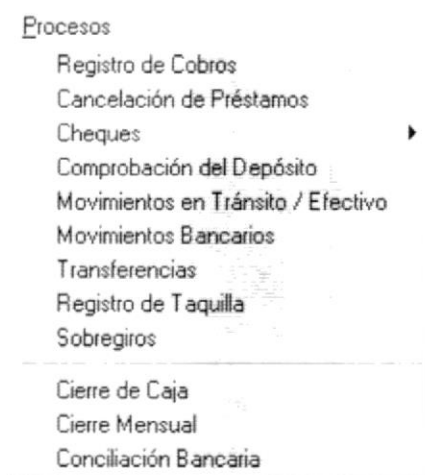 Procesos
Registro de Cobros
Cancelación de Préstamos
Cheques
Comprobación del Depósito
Movimientos en Tránsito / Efectivo
Movimientos Bancarios
Transferencias
Registro de Taquilla
Sobregiros
Cierre de Caja
Cierre Mensual
Conciliación Bancaria